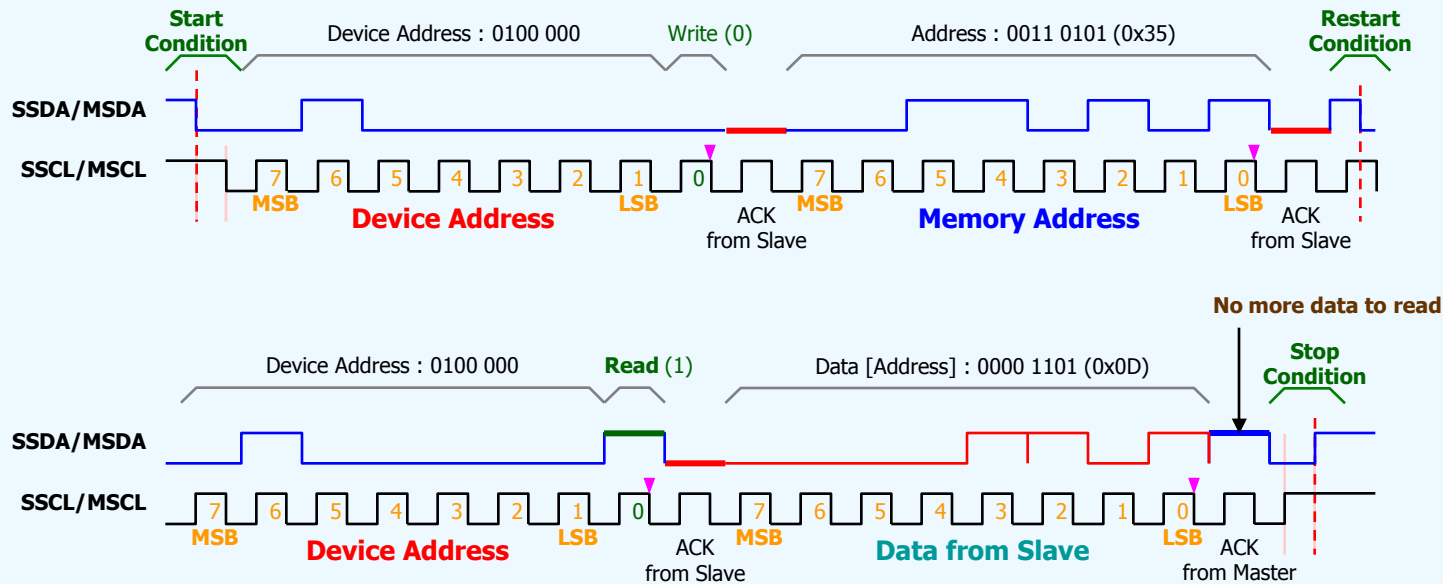 Start
Condition
Device Address : 0100 000
Write (0)
Address : 0011 0101 (0x35)
Restart
Condition
SSDA/MSDA
SSCL/MSCL
7 6 5 4 3 2 1 0 7 6 5 4 3 2 1 0
MSB
Device Address
LSB
ACK
from Slave
MSB
Memory Address
LSB
ACK
from Slave
No more data to read
Device Address : 0100 000
Read (1)
Data [Address] : 0000 1101 (0x0D)
Stop
Condition
SSDA/MSDA
SSCL/MSCL
7 6 5 4 3 2 1 0 7 6 5 4 3 2 1 0
MSB
Device Address
LSB
ACK
from Slave
MSB
Data from Slave
LSB
ACK
from Master